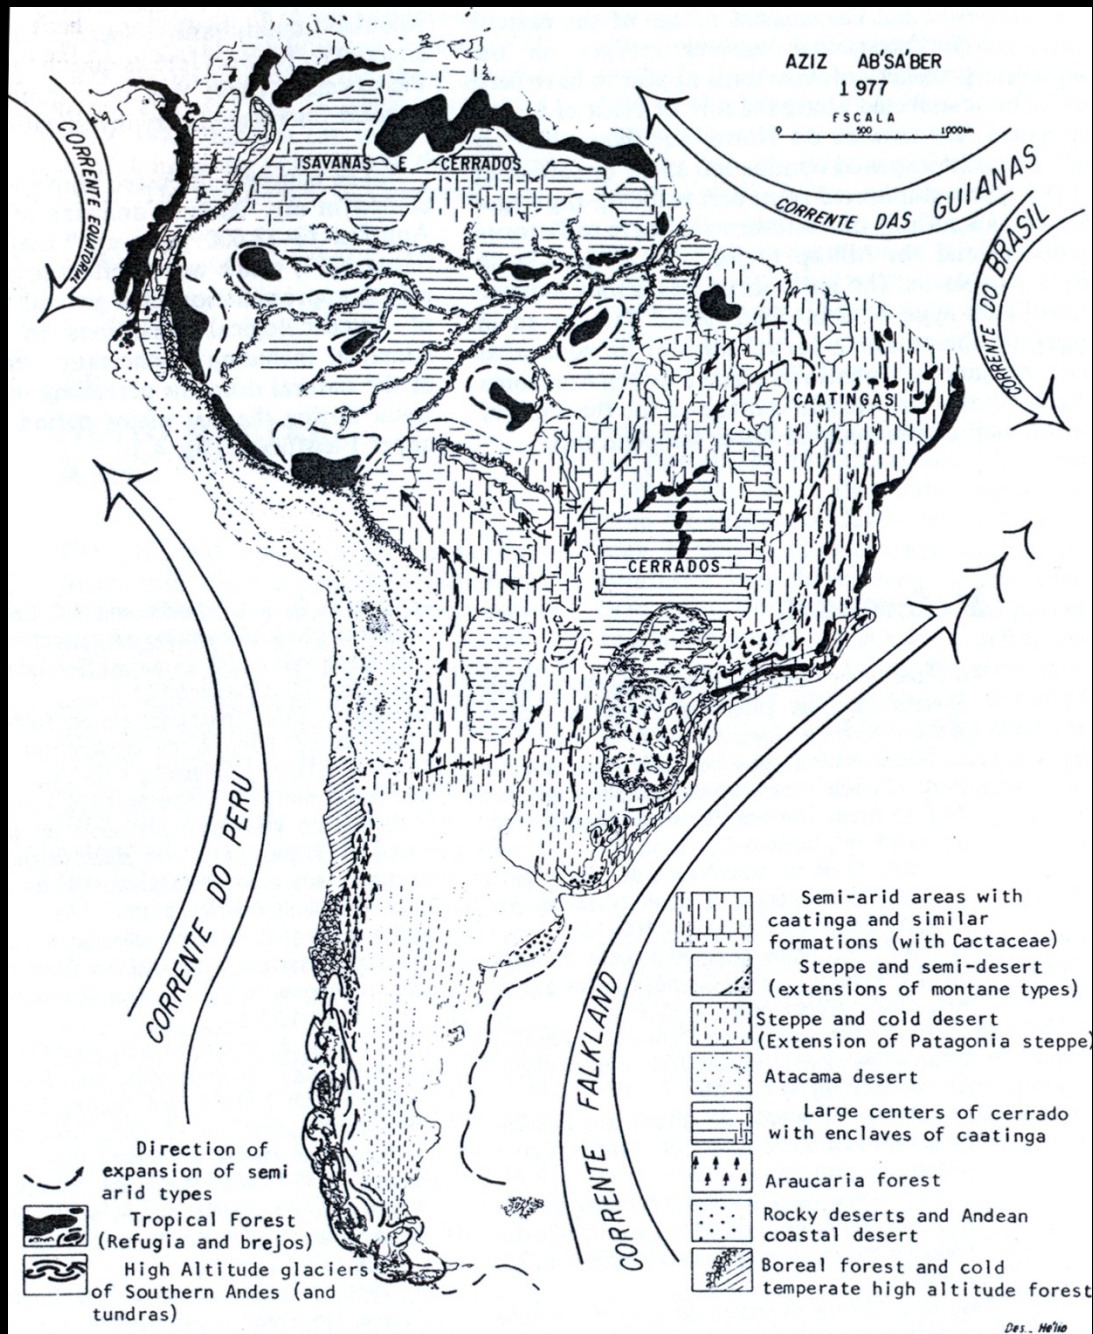 AZIZ AB'SA'BER
1977
ESCALA
0 500 1000km
CORRENTE EQUATORIAL
SAVANAS E CERRADOS
CORRENTE DAS GUIANAS
CORRENTE DO BRASIL
CAATINGAS
CERRADOS
CORRENTE DO PERU
CORRENTE FALKLAND
Semi-arid areas with
caatinga and similar
formations (with Cactaceae)
Steppe and semi-desert
(extensions of montane types)
Steppe and cold desert
(Extension of Patagonia steppe)
Atacama desert
Large centers of cerrado
with enclaves of caatinga
Araucaria forest
Rocky deserts and Andean
coastal desert
Boreal forest and cold
temperate high altitude forest
Direction of
expansion of semi
arid types
Tropical Forest
(Refugia and brejos)
High Altitude glaciers
of Southern Andes (and
tundras)
Des., Hélio